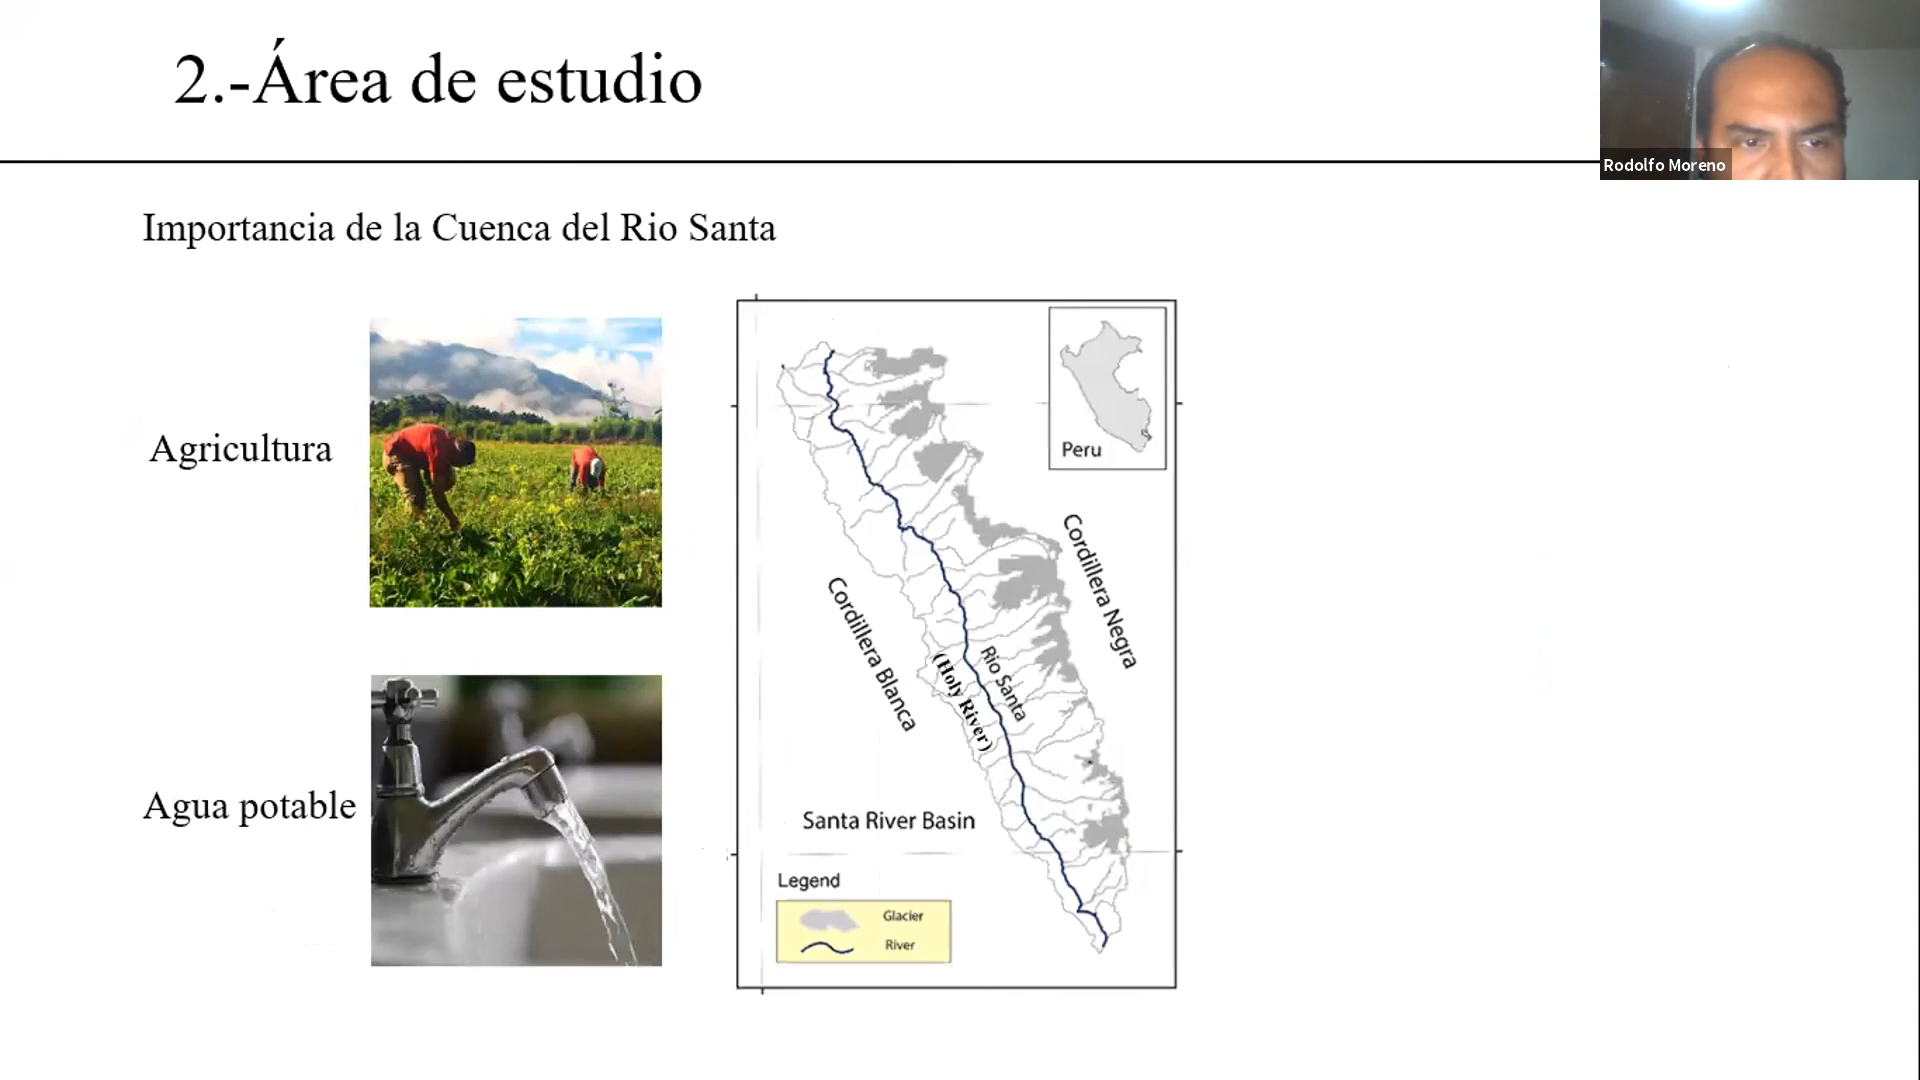 2.-Área de estudio
Rodolfo Moreno
Importancia de la Cuenca del Rio Santa
Agricultura
Agua potable
Peru
Cordillera Negra
Cordillera Blanca
Rio Santa
(Holy River)
Santa River Basin
Legend
Glacier
River